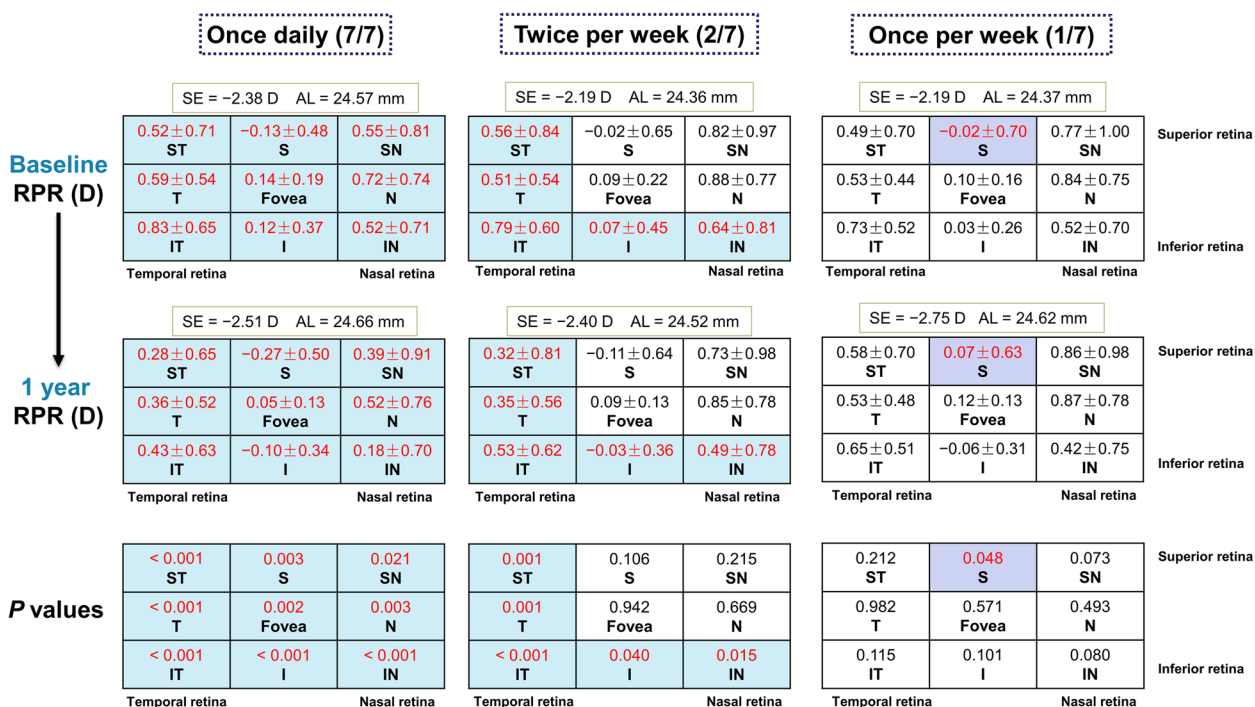 Once daily (7/7) Twice per week (2/7) Once per week (1/7)
SE = −2.38 D AL = 24.57 mm SE = −2.19 D AL = 24.36 mm SE = −2.19 D AL = 24.37 mm
0.52±0.71 −0.13±0.48 0.55±0.81 0.56±0.84 −0.02±0.65 0.82±0.97 0.49±0.70 −0.02±0.70 0.77±1.00 Superior retina
ST S SN ST S SN ST S SN
Baseline
RPR (D)
0.59±0.54 0.14±0.19 0.72±0.74 0.51±0.54 0.09±0.22 0.88±0.77 0.53±0.44 0.10±0.16 0.84±0.75
T Fovea N T Fovea N T Fovea N
0.83±0.65 0.12±0.37 0.52±0.71 0.79±0.60 0.07±0.45 0.64±0.81 0.73±0.52 0.03±0.26 0.52±0.70
IT I IN IT I IN IT I IN Inferior retina
Temporal retina Nasal retina Temporal retina Nasal retina Temporal retina Nasal retina
SE = −2.51 D AL = 24.66 mm SE = −2.40 D AL = 24.52 mm SE = −2.75 D AL = 24.62 mm
0.28±0.65 −0.27±0.50 0.39±0.91 0.32±0.81 −0.11±0.64 0.73±0.98 0.58±0.70 0.07±0.63 0.86±0.98 Superior retina
ST S SN ST S SN ST S SN
1 year
RPR (D)
0.36±0.52 0.05±0.13 0.52±0.76 0.35±0.56 0.09±0.13 0.85±0.78 0.53±0.48 0.12±0.13 0.87±0.78
T Fovea N T Fovea N T Fovea N
0.43±0.63 −0.10±0.34 0.18±0.70 0.53±0.62 −0.03±0.36 0.49±0.78 0.65±0.51 −0.06±0.31 0.42±0.75
IT I IN IT I IN IT I IN Inferior retina
Temporal retina Nasal retina Temporal retina Nasal retina Temporal retina Nasal retina
< 0.001 0.003 0.021 0.001 0.106 0.215 0.212 0.048 0.073 Superior retina
ST S SN ST S SN ST S SN
P values
< 0.001 0.002 0.003 0.001 0.942 0.669 0.982 0.571 0.493
T Fovea N T Fovea N T Fovea N
< 0.001 < 0.001 < 0.001 < 0.001 0.040 0.015 0.115 0.101 0.080
IT I IN IT I IN IT I IN Inferior retina
Temporal retina Nasal retina Temporal retina Nasal retina Temporal retina Nasal retina